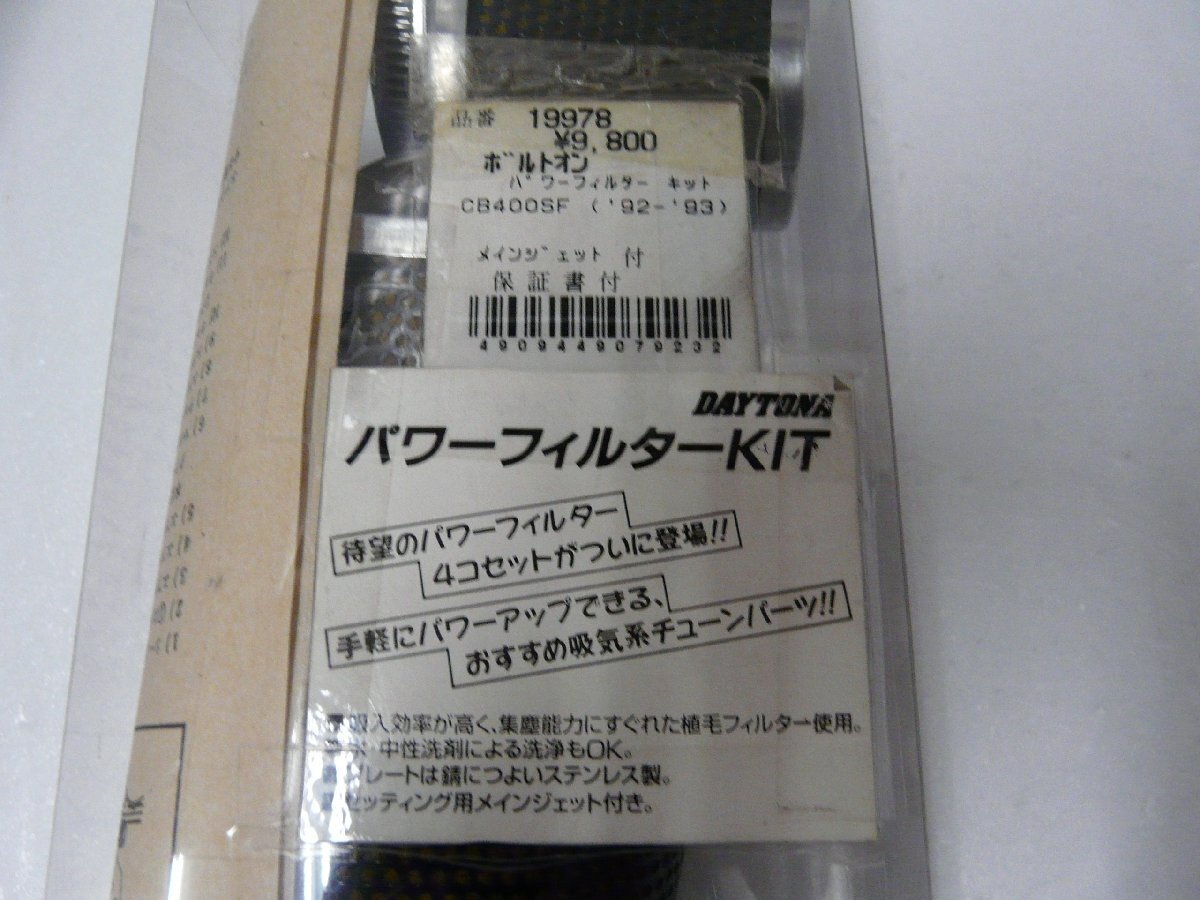 品番 19978
¥9,800
ボルトオン
パワーフィルター キット
CB400SF ('92-'93)
メインジェット 付
保証書付
4909449079232
DAYTONA
パワーフィルターKIT
待望のパワーフィルター
4コセットがついに登場!!
手軽にパワーアップできる、
おすすめ吸気系チューンパーツ!!
吸入効率が高く、集塵能力にすぐれた植毛フィルター使用。
水・中性洗剤による洗浄もOK。
プレートは錆につよいステンレス製。
セッティング用メインジェット付き。